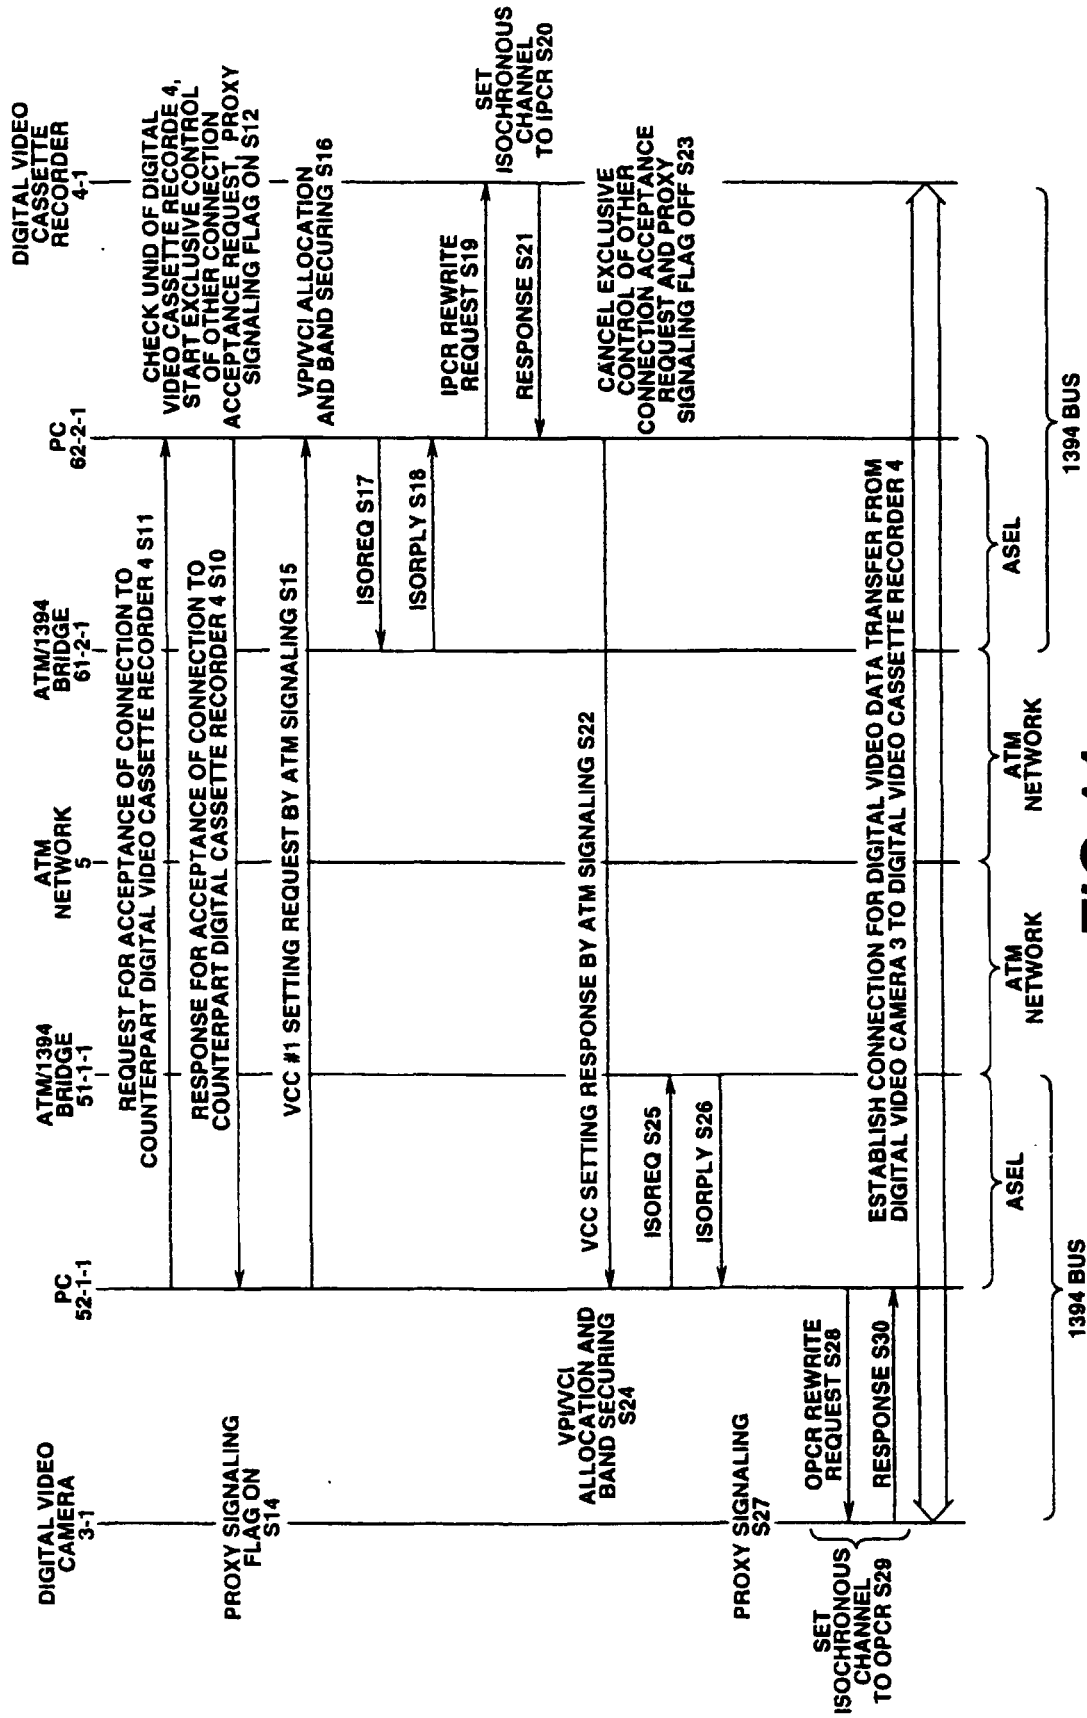 DIGITAL VIDEO
CAMERA
3-1
PC
52-1-1
ATM/1394
BRIDGE
51-1-1
ATM
NETWORK
5
ATM/1394
BRIDGE
61-2-1
PC
62-2-1
DIGITAL VIDEO
CASSETTE
RECORDER
4-1
REQUEST FOR ACCEPTANCE OF CONNECTION TO
COUNTERPART DIGITAL VIDEO CASSETTE RECORDER 4 S11
CHECK UNID OF DIGITAL
VIDEO CASSETTE RECORDE 4,
START EXCLUSIVE CONTROL
OF OTHER CONNECTION
ACCEPTANCE REQUEST, PROXY
SIGNALING FLAG ON S12
RESPONSE FOR ACCEPTANCE OF CONNECTION TO
COUNTERPART DIGITAL CASSETTE RECORDER 4 S10
PROXY SIGNALING
FLAG ON
S14
VCC #1 SETTING REQUEST BY ATM SIGNALING S15
VPI/VCI ALLOCATION
AND BAND SECURING S16
ISOREQ S17
ISORPLY S18
IPCR REWRITE
REQUEST S19
SET
ISOCHRONOUS
CHANNEL
TO IPCR S20
RESPONSE S21
VCC SETTING RESPONSE BY ATM SIGNALING S22
CANCEL EXCLUSIVE
CONTROL OF OTHER
CONNECTION ACCEPTANCE
REQUEST AND PROXY
SIGNALING FLAG OFF S23
VPI/VCI
ALLOCATION AND
BAND SECURING
S24
ISOREQ S25
ISORPLY S26
PROXY SIGNALING
S27
OPCR REWRITE
REQUEST S28
SET
ISOCHRONOUS
CHANNEL
TO OPCR S29
RESPONSE S30
ESTABLISH CONNECTION FOR DIGITAL VIDEO DATA TRANSFER FROM
DIGITAL VIDEO CAMERA 3 TO DIGITAL VIDEO CASSETTE RECORDER 4
ASEL
ATM
NETWORK
ATM
NETWORK
ASEL
1394 BUS
1394 BUS